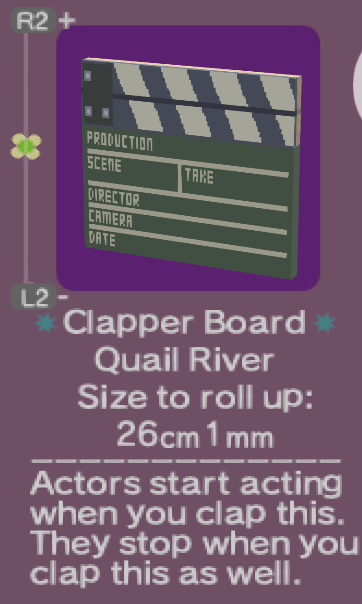 R2 +
PRODUCTION
SCENE
TAKE
DIRECTOR
CAMERA
DATE
L2 -
Clapper Board
Quail River
Size to roll up:
26cm 1mm
Actors start acting
when you clap this.
They stop when you
clap this as well.